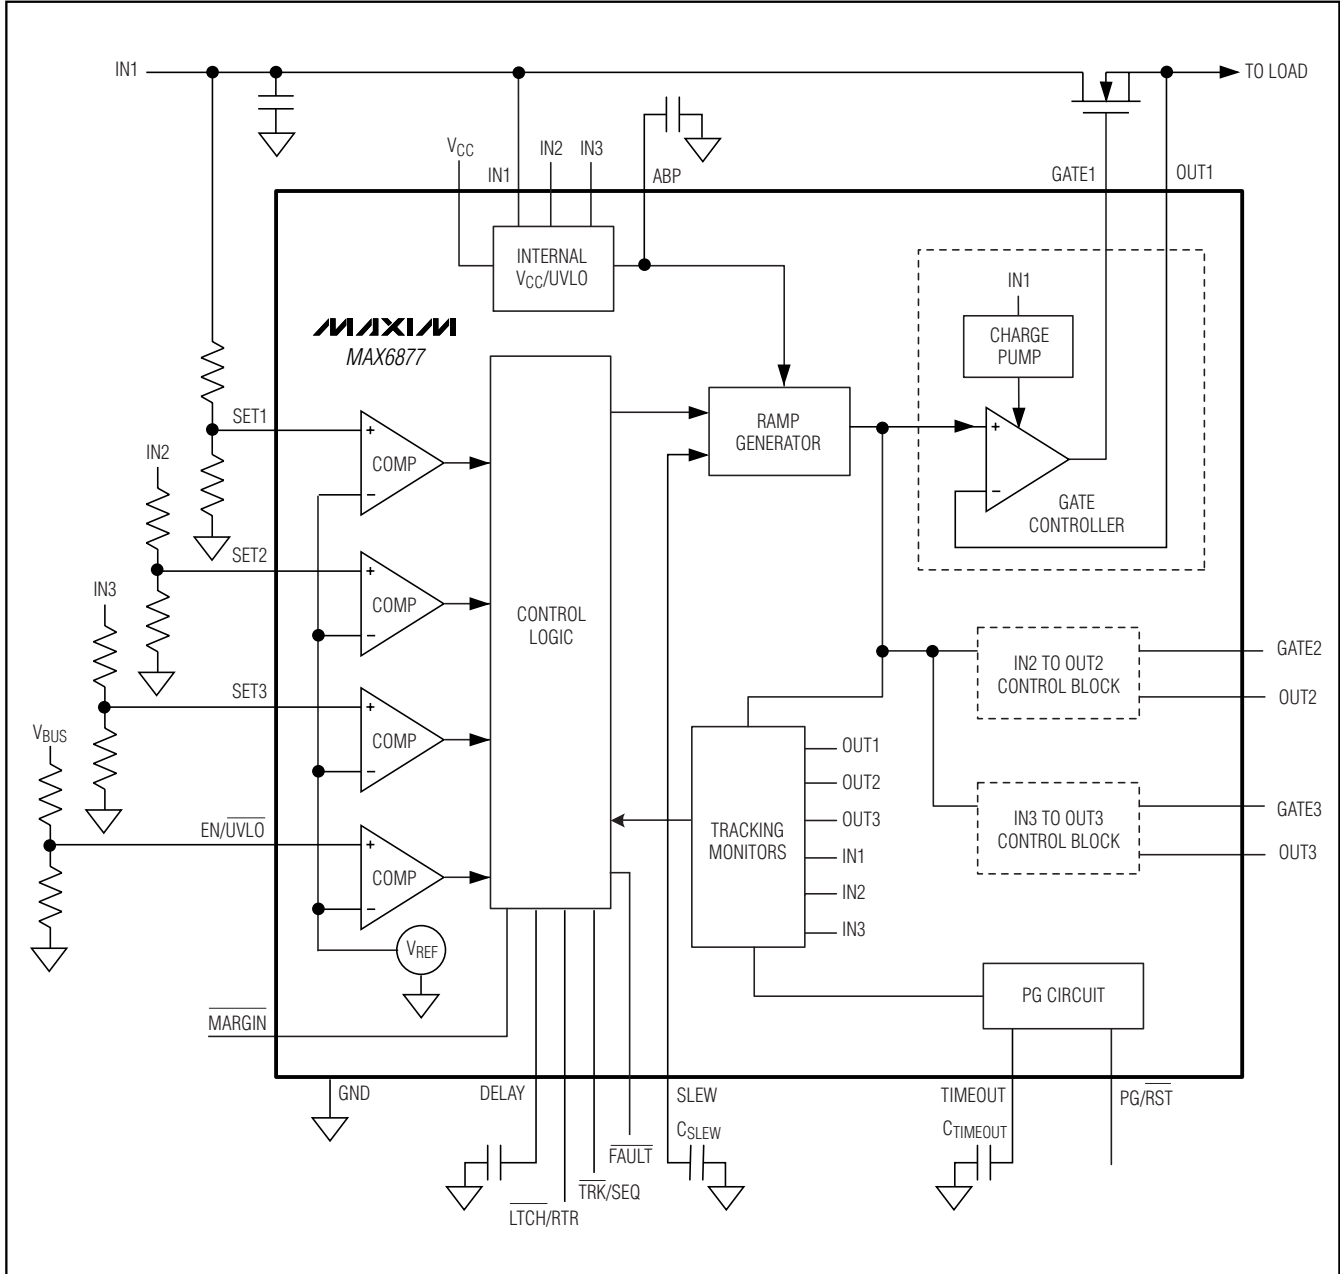 IN1
TO LOAD
VCC
IN1
IN2
IN3
ABP
GATE1
OUT1
INTERNAL
VCC/UVLO
MAXIM
MAX6877
IN1
CHARGE
PUMP
SET1
COMP
+
−
RAMP
GENERATOR
+
−
GATE
CONTROLLER
IN2
SET2
COMP
+
−
CONTROL
LOGIC
IN3
SET3
COMP
+
−
IN2 TO OUT2
CONTROL BLOCK
GATE2
OUT2
VBUS
EN/UVLO
COMP
+
−
TRACKING
MONITORS
OUT1
OUT2
OUT3
IN1
IN2
IN3
IN3 TO OUT3
CONTROL BLOCK
GATE3
OUT3
VREF
MARGIN
PG CIRCUIT
GND
DELAY
SLEW
TIMEOUT
PG/RST
CSLEW
CTIMEOUT
FAULT
TRK/SEQ
LTCH/RTR